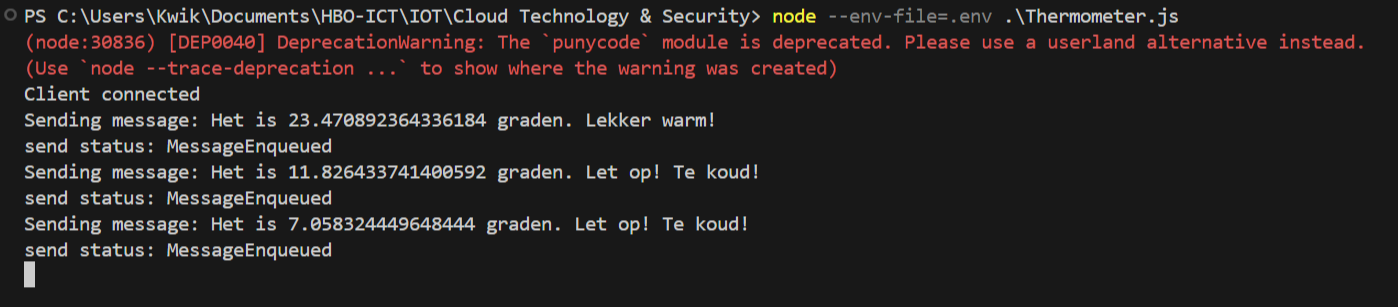 PS C:\Users\Kwik\Documents\HBO-ICT\IOT\Cloud Technology & Security> node --env-file=.env .\Thermometer.js
(node:30836) [DEP0040] DeprecationWarning: The `punycode` module is deprecated. Please use a userland alternative instead.
(Use `node --trace-deprecation ...` to show where the warning was created)
Client connected
Sending message: Het is 23.470892364336184 graden. Lekker warm!
send status: MessageEnqueued
Sending message: Het is 11.826433741400592 graden. Let op! Te koud!
send status: MessageEnqueued
Sending message: Het is 7.058324449648444 graden. Let op! Te koud!
send status: MessageEnqueued